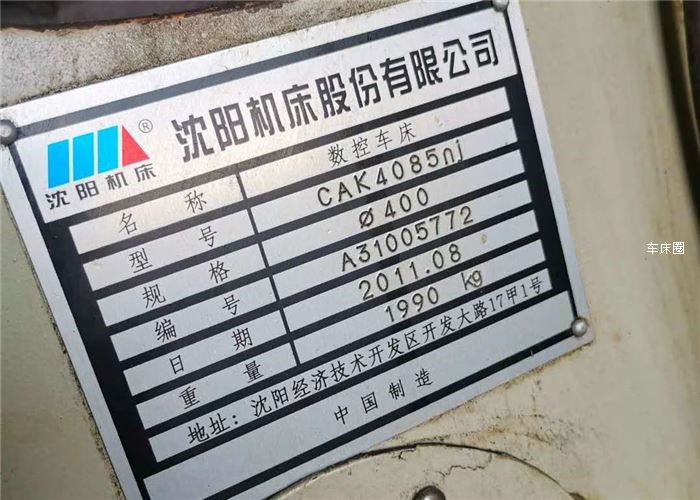 沈阳机床 ® 沈阳机床股份有限公司
名称 数控车床
型号 CAK4085nj
规格 Ø400
编号 A31005772
日期 2011.08
重量 1990 kg
地址：沈阳经济技术开发区开发大路17甲1号
中国制造
车床圈